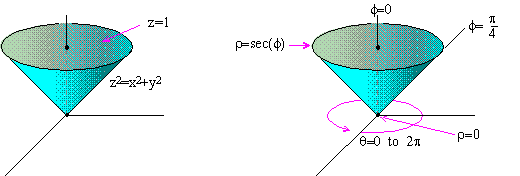 z=1
z²=x²+y²
ϕ=0
ϕ= π/4
ρ=sec(ϕ)
ρ=0
θ=0 to 2π